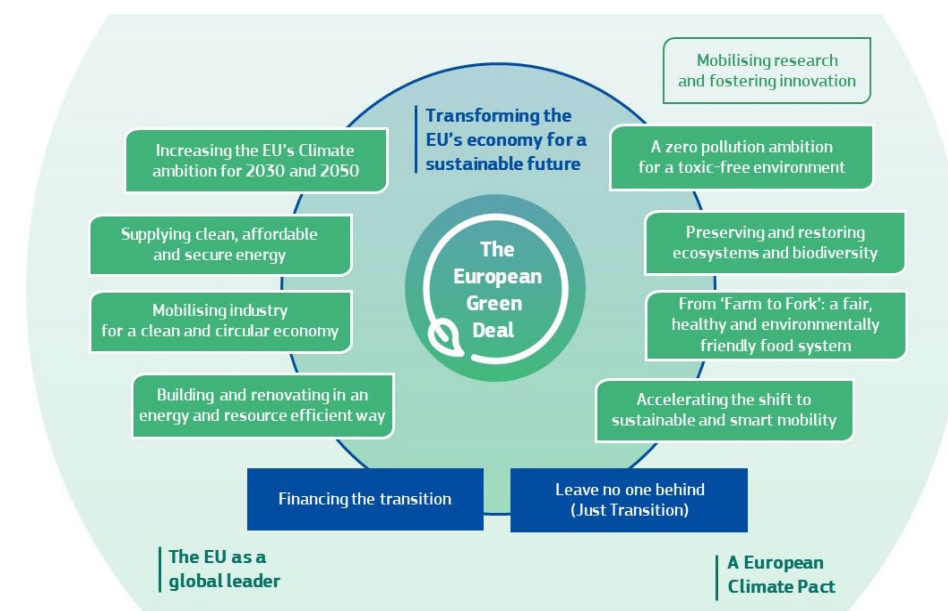 Mobilising research
and fostering innovation
Transforming the
EU's economy for a
sustainable future
Increasing the EU's Climate
ambition for 2030 and 2050
A zero pollution ambition
for a toxic-free environment
Supplying clean, affordable
and secure energy
Preserving and restoring
ecosystems and biodiversity
The
European
Green
Deal
Mobilising industry
for a clean and circular economy
From ‘Farm to Fork’: a fair,
healthy and environmentally
friendly food system
Building and renovating in an
energy and resource efficient way
Accelerating the shift to
sustainable and smart mobility
Financing the transition
Leave no one behind
(Just Transition)
The EU as a
global leader
A European
Climate Pact